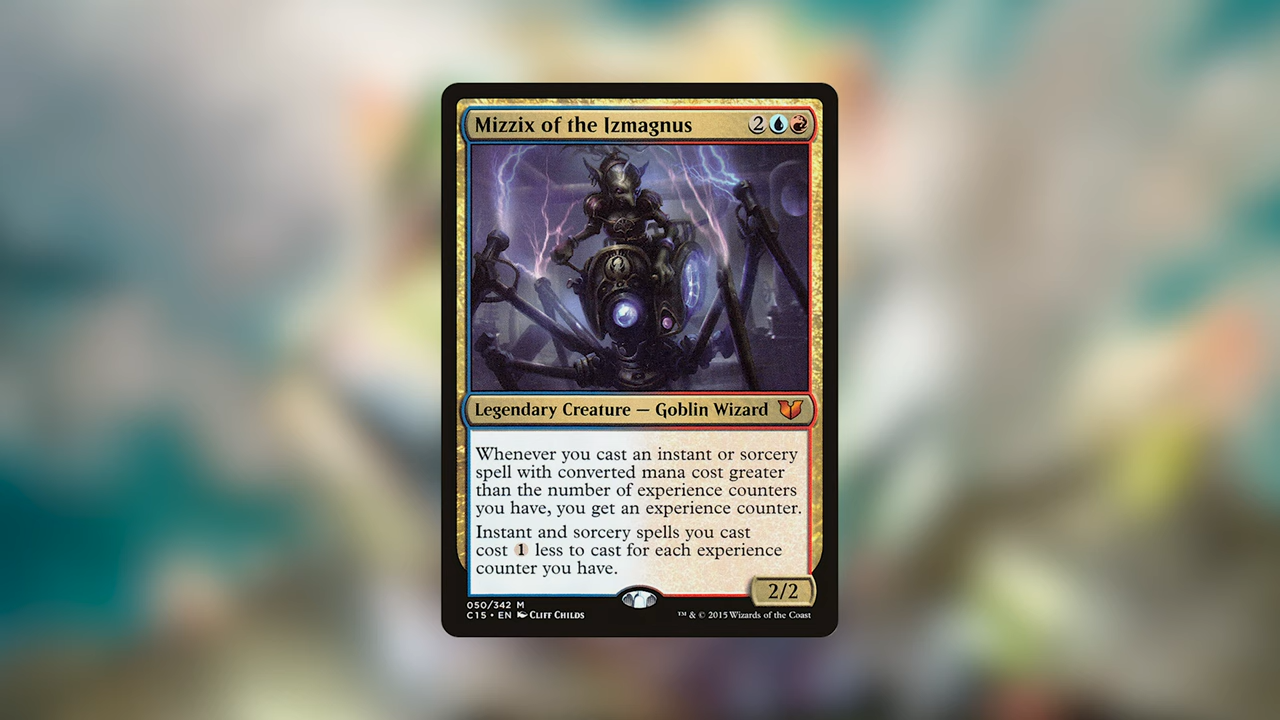 Mizzix of the Izmagnus 2
Legendary Creature — Goblin Wizard
Whenever you cast an instant or sorcery
spell with converted mana cost greater
than the number of experience counters
you have, you get an experience counter.
Instant and sorcery spells you cast
cost 1 less to cast for each experience
counter you have.
2/2
050/342 M
C15 • EN CLIFF CHILDS
™ & © 2015 Wizards of the Coast